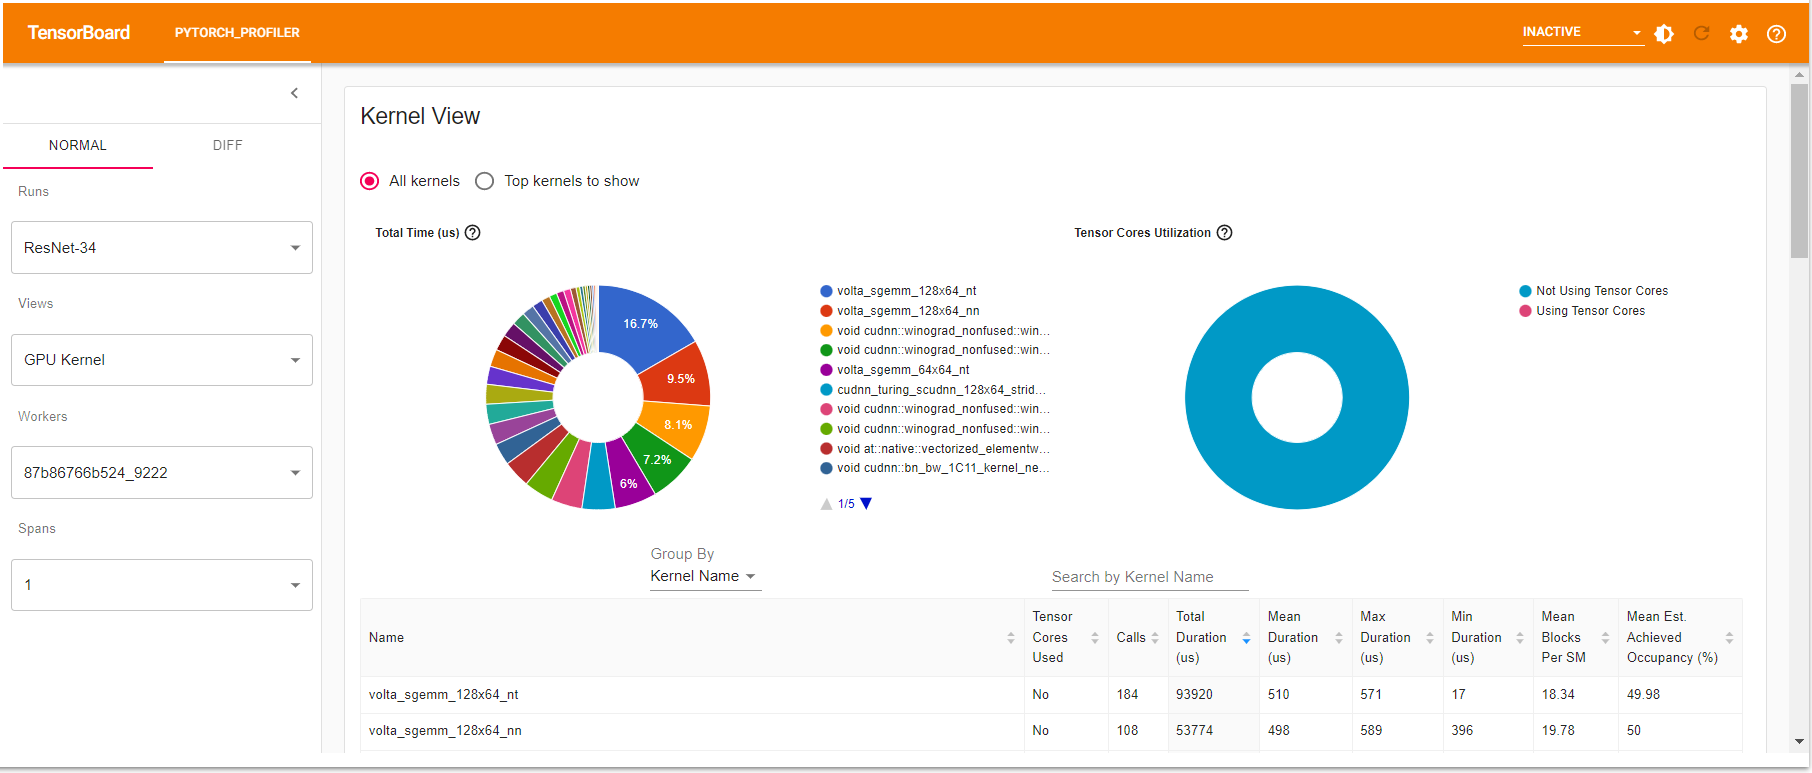 TensorBoard
PYTORCH_PROFILER
INACTIVE
NORMAL
DIFF
Runs
ResNet-34
Views
GPU Kernel
Workers
87b86766b524_9222
Spans
1
Kernel View
All kernels
Top kernels to show
Total Time (us)
16.7%
9.5%
8.1%
7.2%
6%
volta_sgemm_128x64_nt
volta_sgemm_128x64_nn
void cudnn::winograd_nonfused::win...
void cudnn::winograd_nonfused::win...
volta_sgemm_64x64_nt
cudnn_turing_scudnn_128x64_strid...
void cudnn::winograd_nonfused::win...
void cudnn::winograd_nonfused::win...
void at::native::vectorized_elementw...
void cudnn::bn_bw_1C11_kernel_ne...
1/5
Tensor Cores Utilization
Not Using Tensor Cores
Using Tensor Cores
Group By
Kernel Name
Search by Kernel Name
Name
Tensor
Cores
Used
Calls
Total
Duration
(us)
Mean
Duration
(us)
Max
Duration
(us)
Min
Duration
(us)
Mean
Blocks
Per SM
Mean Est.
Achieved
Occupancy (%)
volta_sgemm_128x64_nt No 184 93920 510 571 17 18.34 49.98
volta_sgemm_128x64_nn No 108 53774 498 589 396 19.78 50